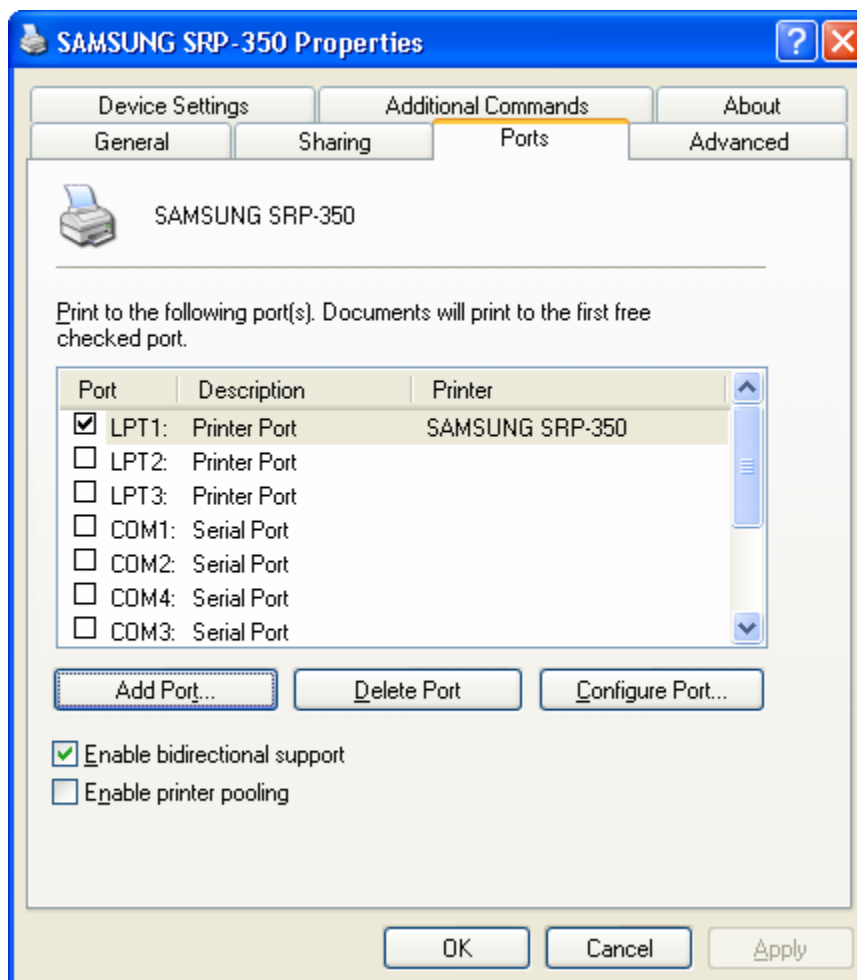 SAMSUNG SRP-350 Properties
Device Settings Additional Commands About
General Sharing Ports Advanced
SAMSUNG SRP-350
Print to the following port(s). Documents will print to the first free
checked port.
Port Description Printer
LPT1: Printer Port SAMSUNG SRP-350
LPT2: Printer Port
LPT3: Printer Port
COM1: Serial Port
COM2: Serial Port
COM4: Serial Port
COM3: Serial Port
Add Port... Delete Port Configure Port...
Enable bidirectional support
Enable printer pooling
OK Cancel Apply